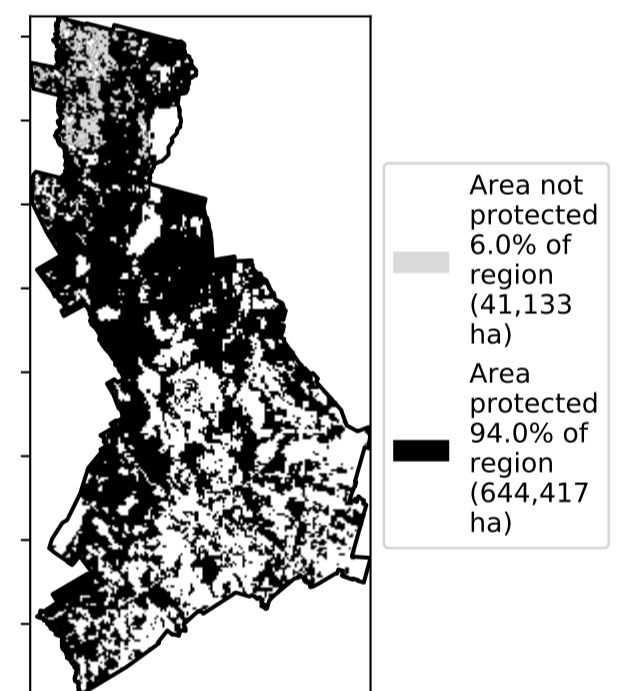 Area not
protected
6.0% of
region
(41,133
ha)
Area
protected
94.0% of
region
(644,417
ha)